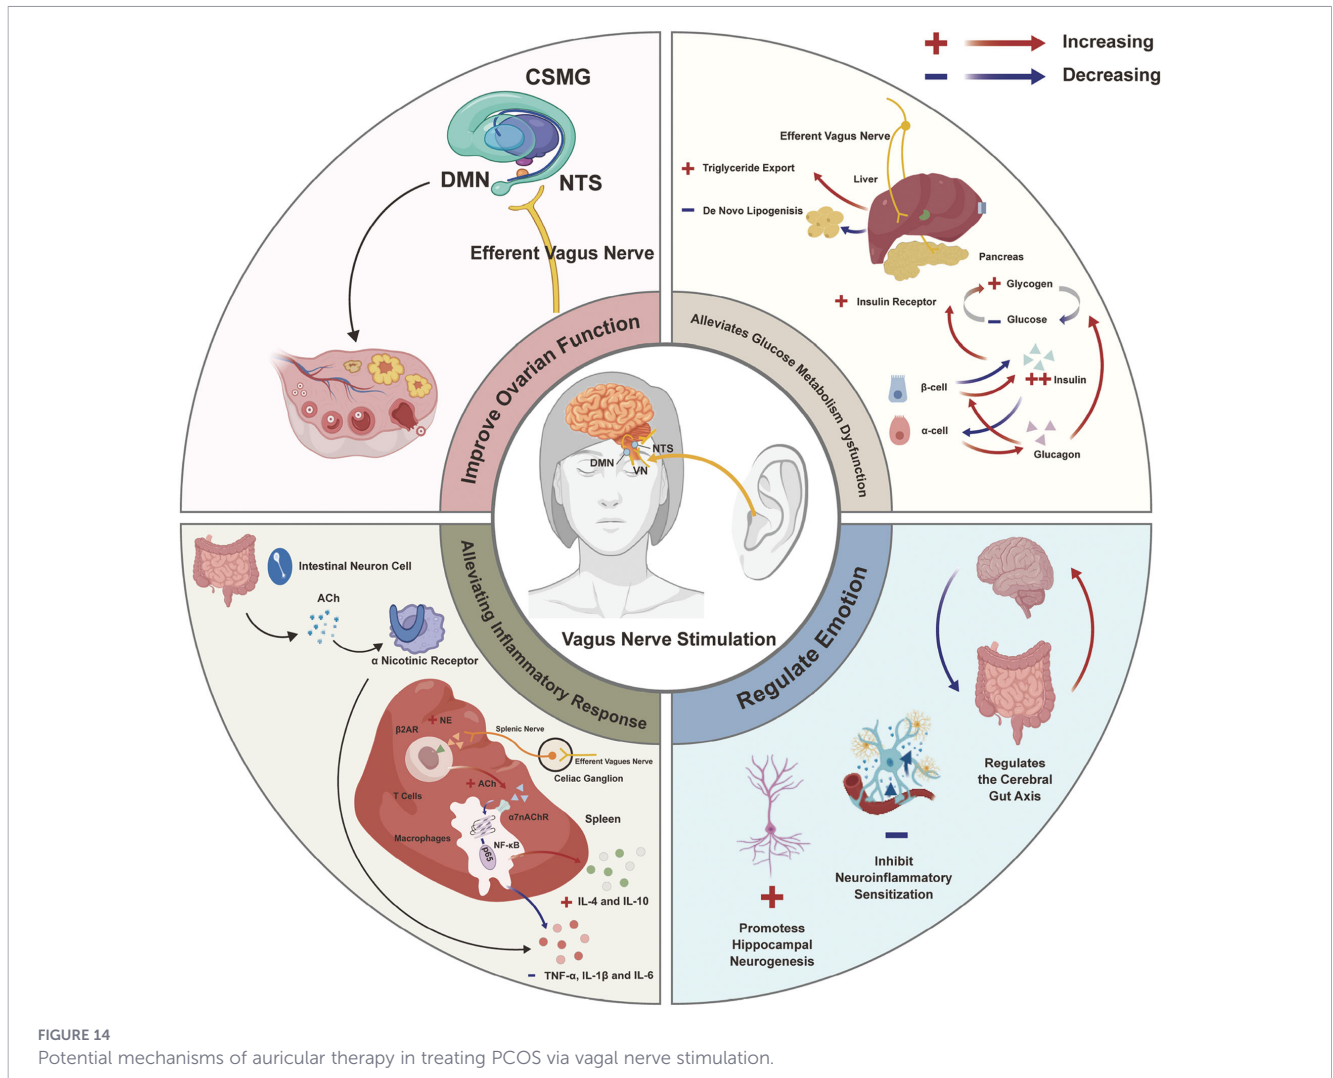 Increasing
Decreasing
CSMG
DMN
NTS
Efferent Vagus Nerve
Improve Ovarian Function
Efferent Vagus Nerve
Triglyceride Export
Liver
De Novo Lipogenisis
Pancreas
Glycogen
Insulin Receptor
Glucose
β-cell
Insulin
α-cell
Glucagon
Alleviates Glucose Metabolism Dysfunction
NTS
DMN
VN
Vagus Nerve Stimulation
Intestinal Neuron Cell
ACh
α Nicotinic Receptor
Alleviating Inflammatory Response
NE
β2AR
Splenic Nerve
Efferent Vagues Nerve
Celiac Ganglion
ACh
T Cells
α7nAChR
Spleen
Macrophages
NF-κB
p65
IL-4 and IL-10
TNF-α, IL-1β and IL-6
Regulate Emotion
Regulates
the Cerebral
Gut Axis
Inhibit
Neuroinflammatory
Sensitization
Promotess
Hippocampal
Neurogenesis
FIGURE 14
Potential mechanisms of auricular therapy in treating PCOS via vagal nerve stimulation.